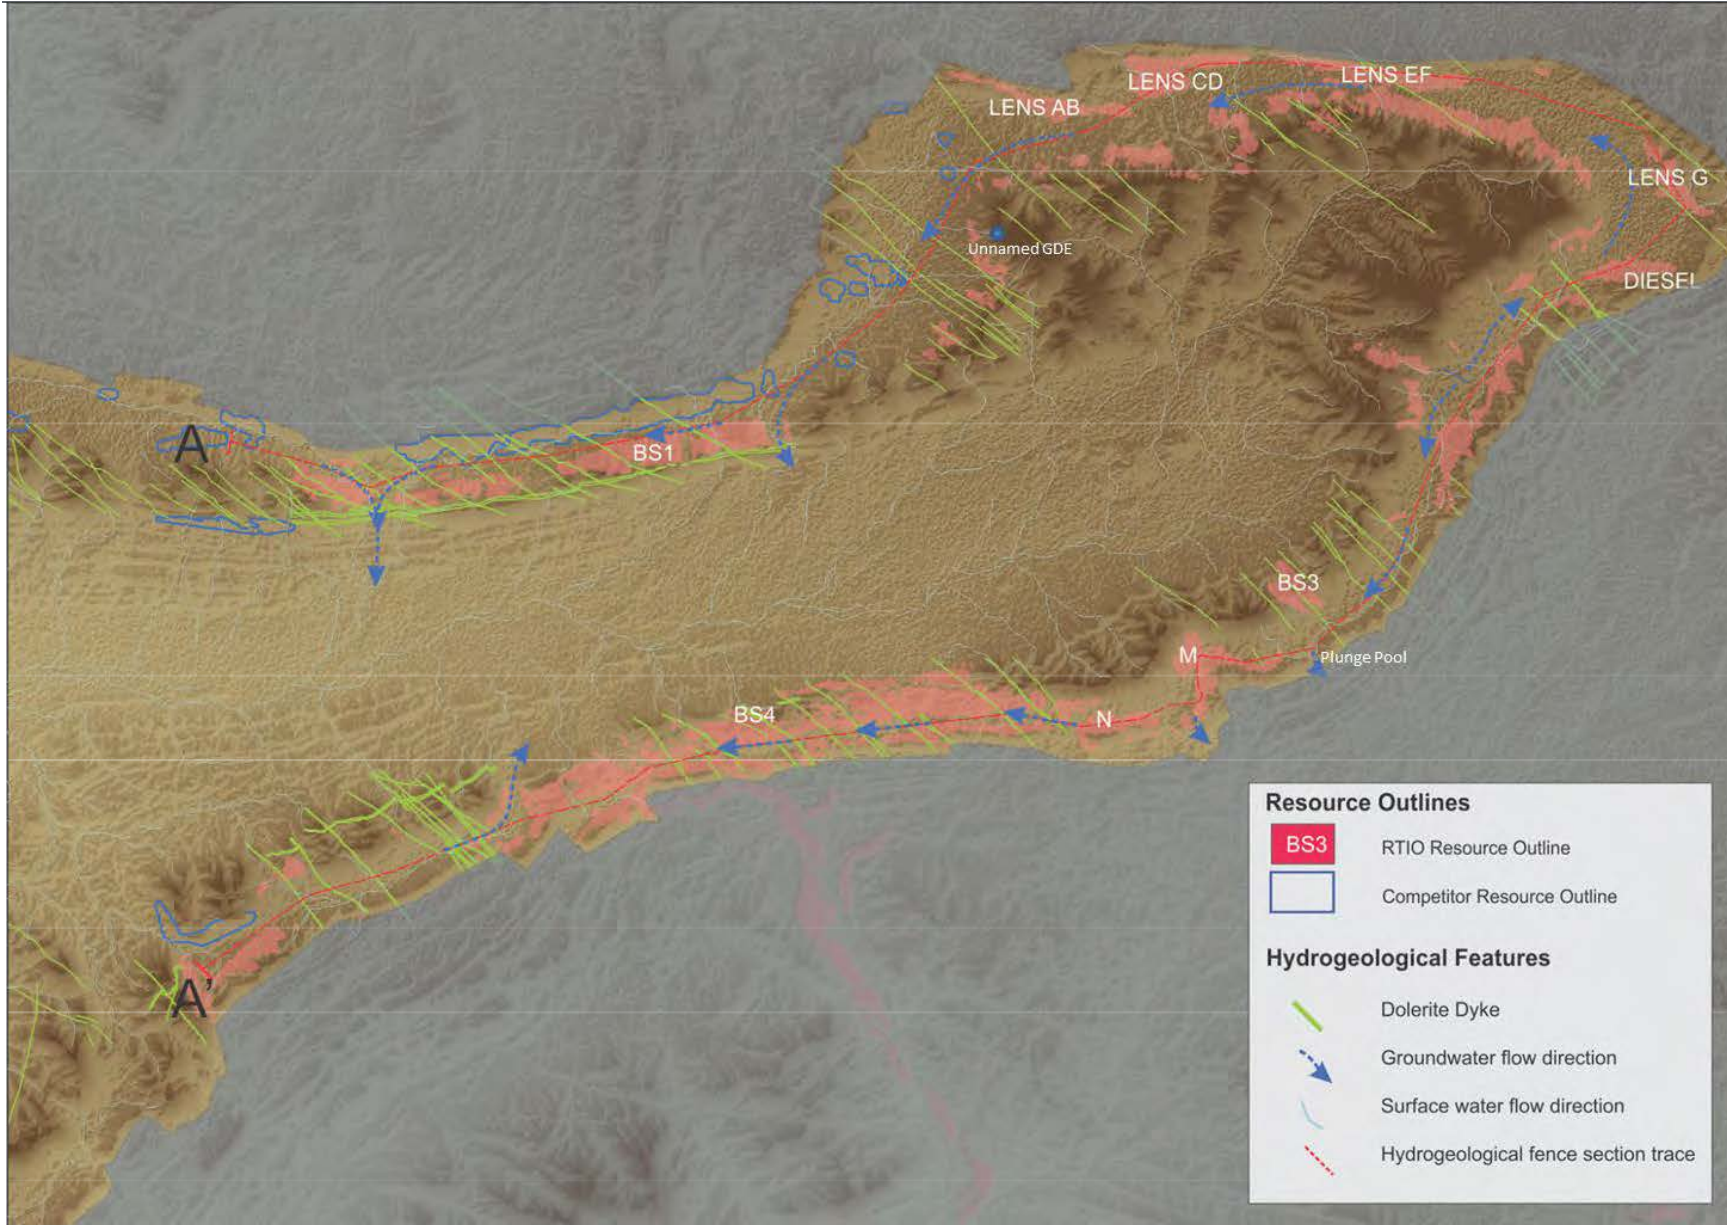 LENS EF
LENS CD
LENS AB
LENS G
Unnamed GDE
DIESEL
A
BS1
BS3
M
Plunge Pool
BS4
N
A'
Resource Outlines
BS3
RTIO Resource Outline
Competitor Resource Outline
Hydrogeological Features
Dolerite Dyke
Groundwater flow direction
Surface water flow direction
Hydrogeological fence section trace